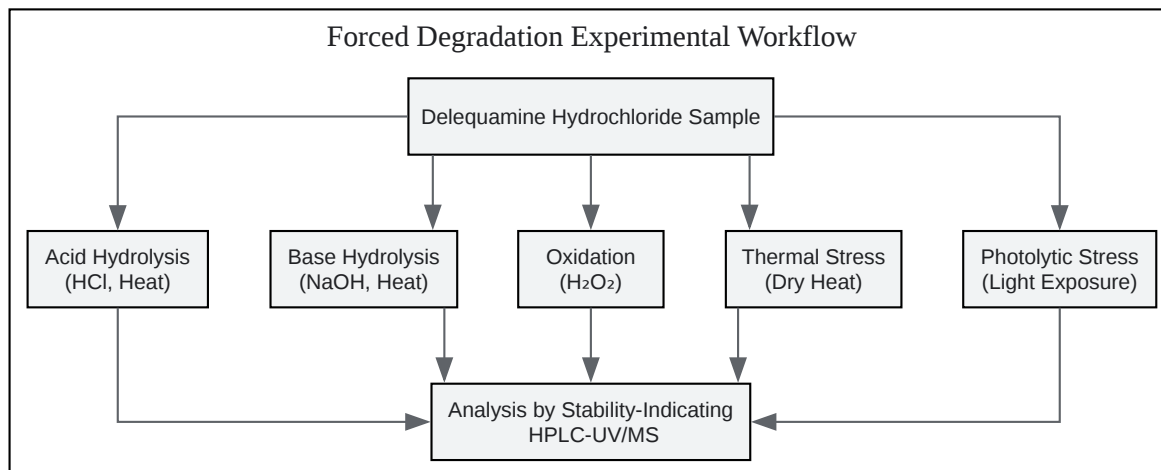 Forced Degradation Experimental Workflow
Delequamine Hydrochloride Sample
Acid Hydrolysis
(HCl, Heat)
Base Hydrolysis
(NaOH, Heat)
Oxidation
(H₂O₂)
Thermal Stress
(Dry Heat)
Photolytic Stress
(Light Exposure)
Analysis by Stability-Indicating
HPLC-UV/MS